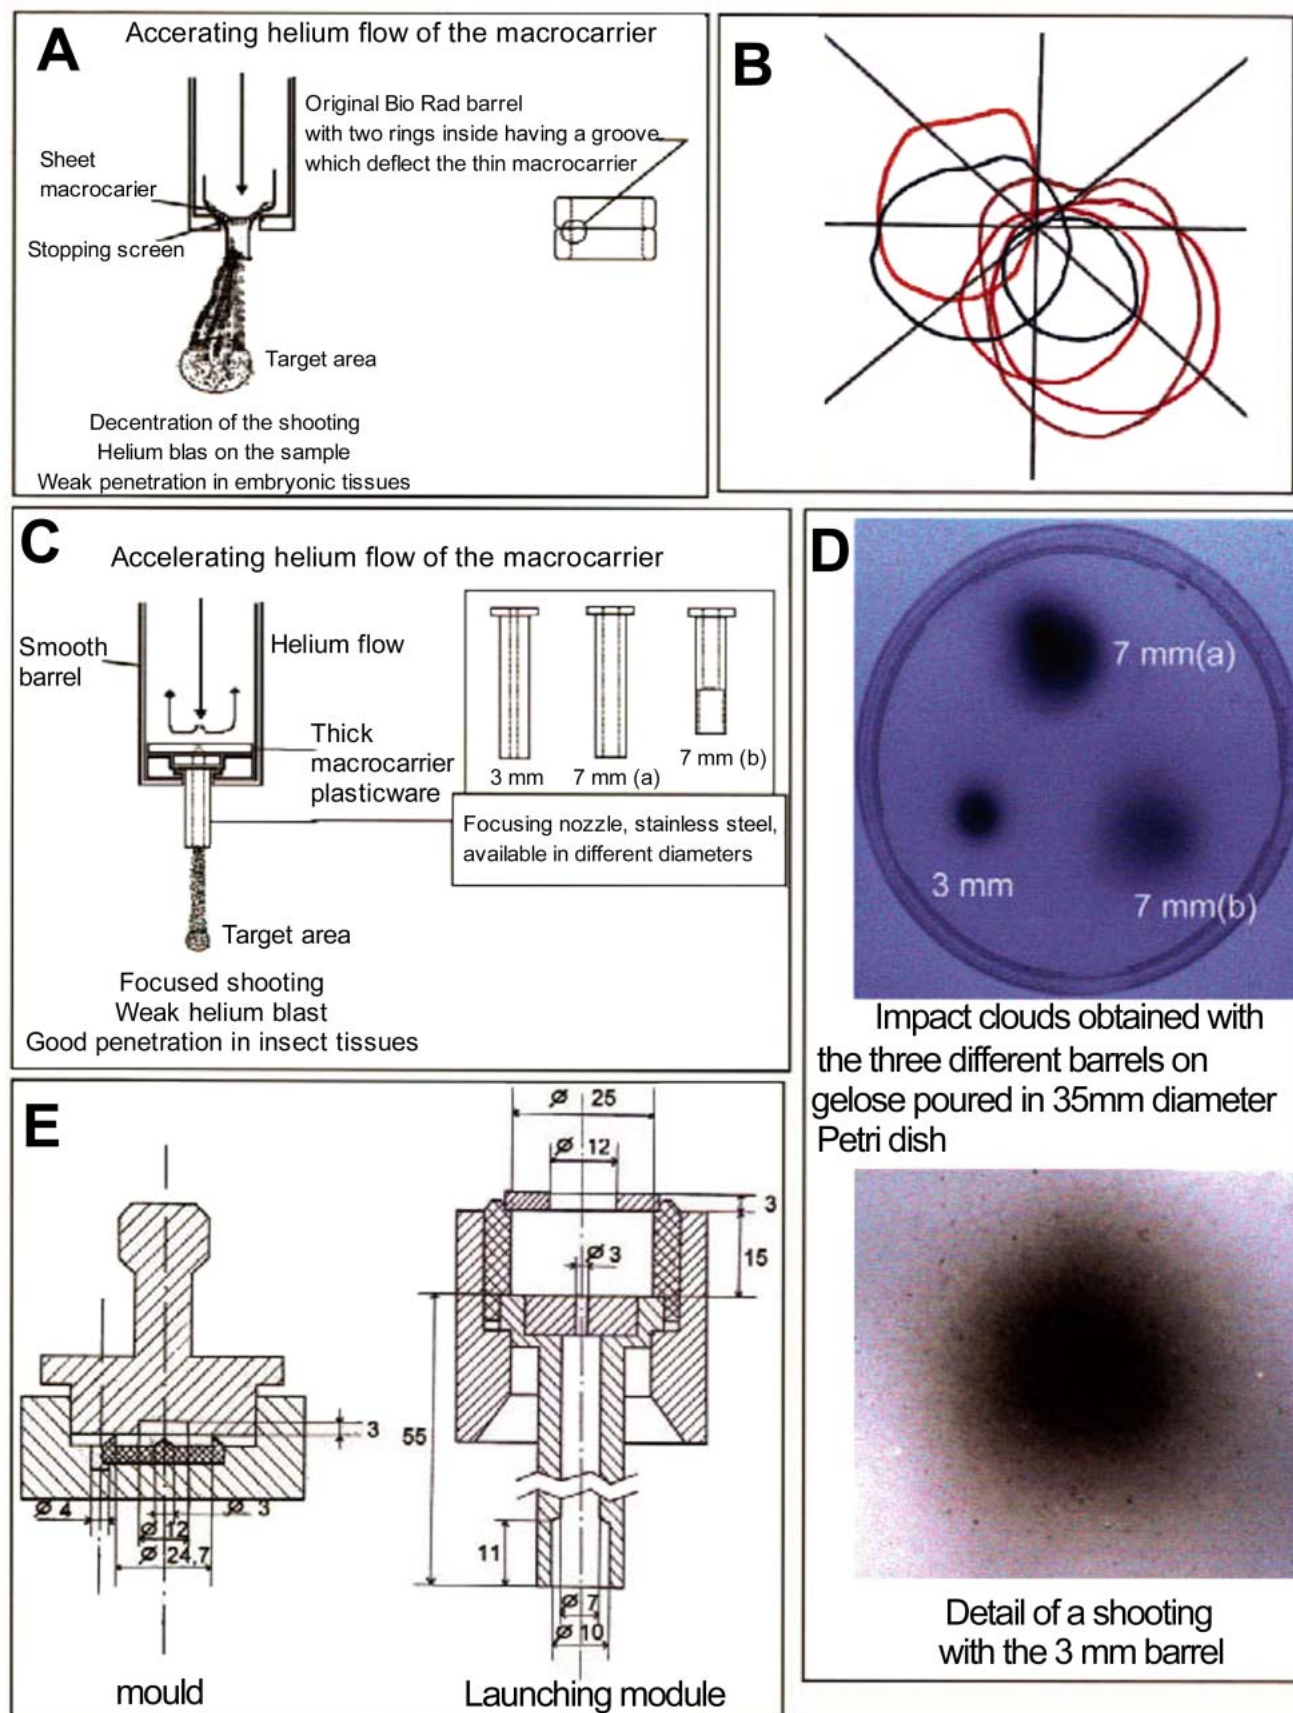 A
Accerating helium flow of the macrocarrier
Original Bio Rad barrel
with two rings inside having a groove
which deflect the thin macrocarrier
Sheet
macrocarier
Stopping screen
Target area
Decentration of the shooting
Helium blas on the sample
Weak penetration in embryonic tissues
B
C
Accelerating helium flow of the macrocarrier
Smooth
barrel
Helium flow
Thick
macrocarrier
plasticware
3 mm
7 mm (a)
7 mm (b)
Focusing nozzle, stainless steel,
available in different diameters
Target area
Focused shooting
Weak helium blast
Good penetration in insect tissues
D
7 mm(a)
3 mm
7 mm(b)
Impact clouds obtained with
the three different barrels on
gelose poured in 35mm diameter
Petri dish
Detail of a shooting
with the 3 mm barrel
E
3
Ø 4
Ø 3
Ø 12
Ø 24,7
mould
Ø 25
Ø 12
3
Ø 3
15
55
11
Ø 7
Ø 10
Launching module